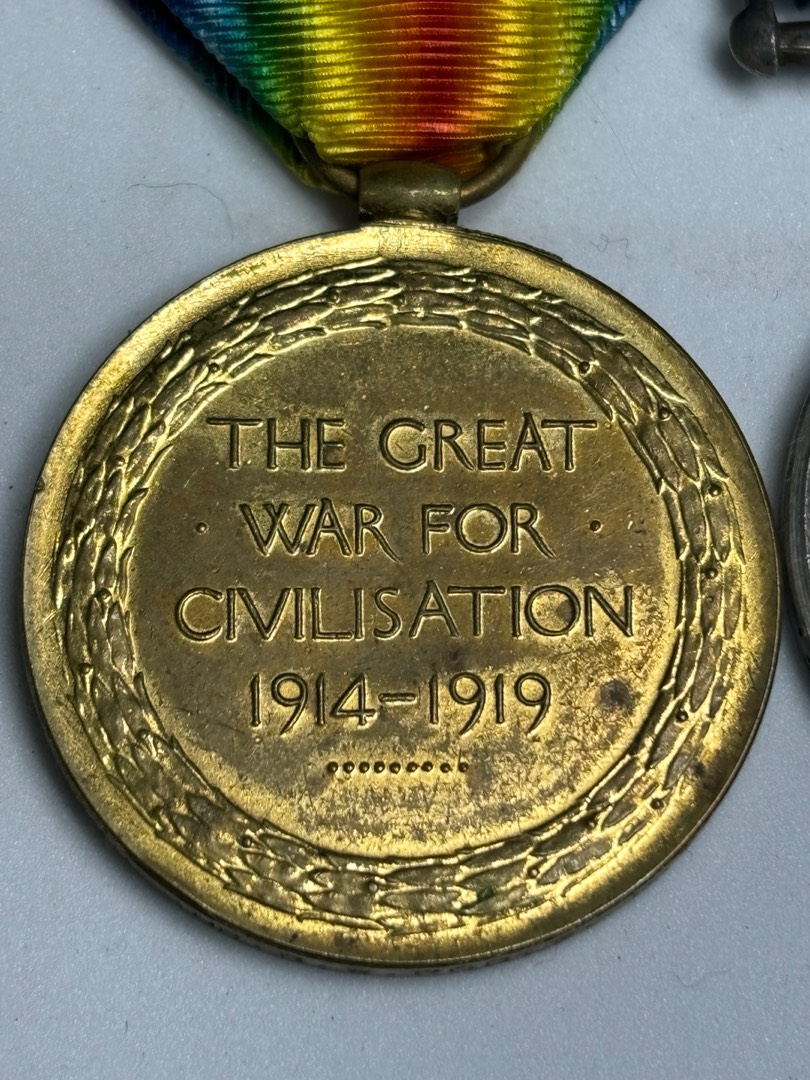 THE GREAT
· WAR FOR ·
CIVILISATION
1914-1919